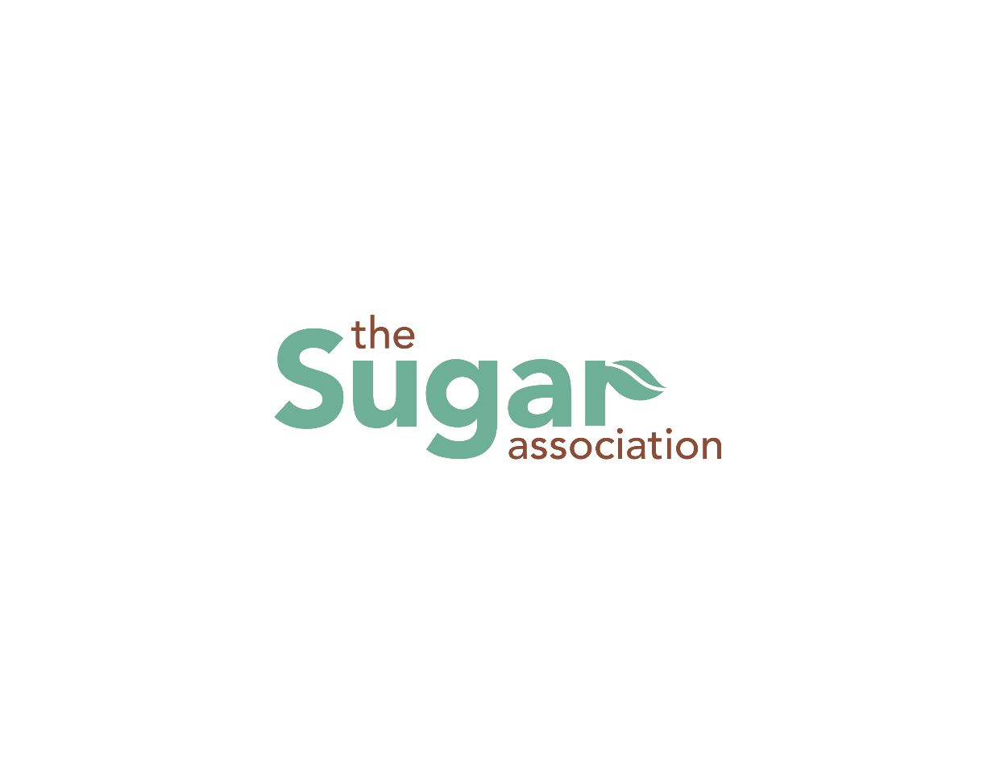 the
Sugar
association